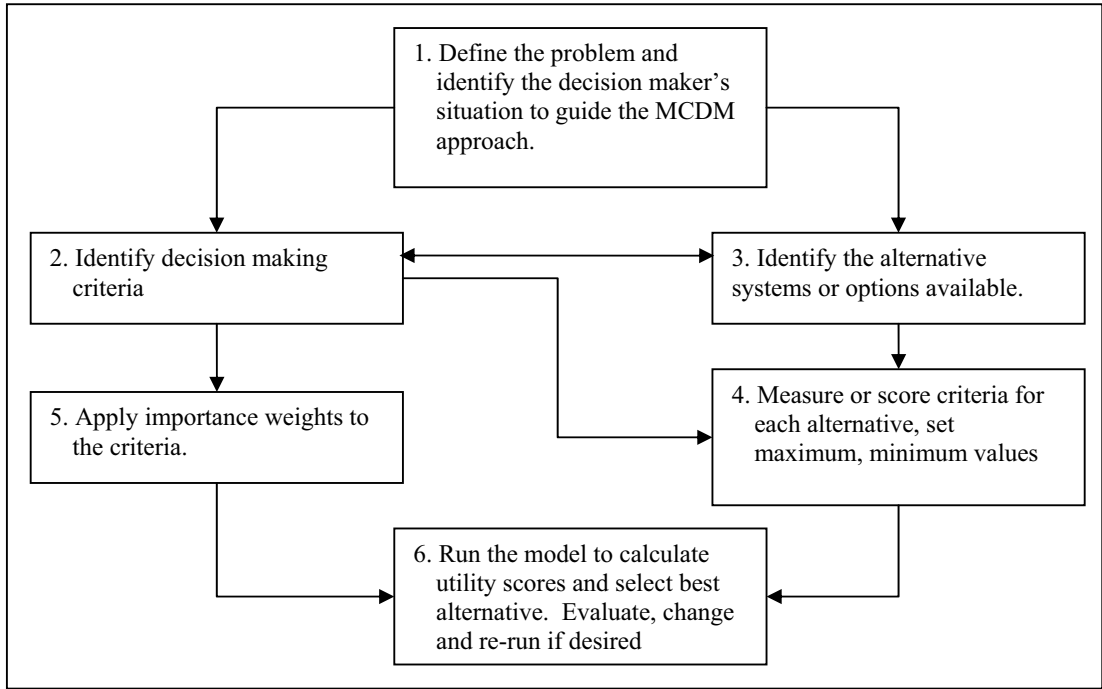 1. Define the problem and
identify the decision maker’s
situation to guide the MCDM
approach.
2. Identify decision making
criteria
3. Identify the alternative
systems or options available.
4. Measure or score criteria for
each alternative, set
maximum, minimum values
5. Apply importance weights to
the criteria.
6. Run the model to calculate
utility scores and select best
alternative.  Evaluate, change
and re-run if desired